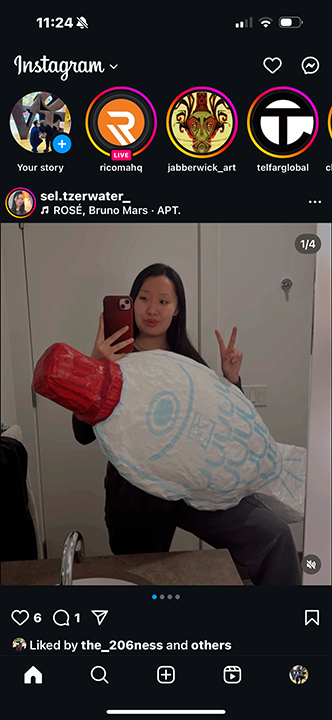 11:24
Instagram
LIVE
Your story
ricomahq
jabberwick_art
telfarglobal
sel.tzerwater_
ROSÉ, Bruno Mars · APT.
1/4
6
1
Liked by the_206ness and others